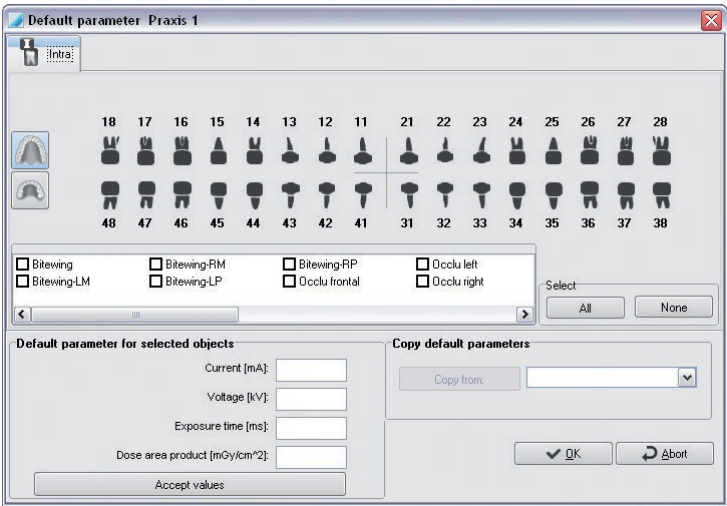 Default parameter Praxis 1
Intra
18 17 16 15 14 13 12 11 21 22 23 24 25 26 27 28
48 47 46 45 44 43 42 41 31 32 33 34 35 36 37 38
Bitewing Bitewing-RM Bitewing-RP Occlu left
Bitewing-LM Bitewing-LP Occlu frontal Occlu right
Select
All None
Default parameter for selected objects
Current [mA]:
Voltage [kV]:
Exposure time [ms]:
Dose area product [mGy/cm^2]:
Accept values
Copy default parameters
Copy from:
OK Abort